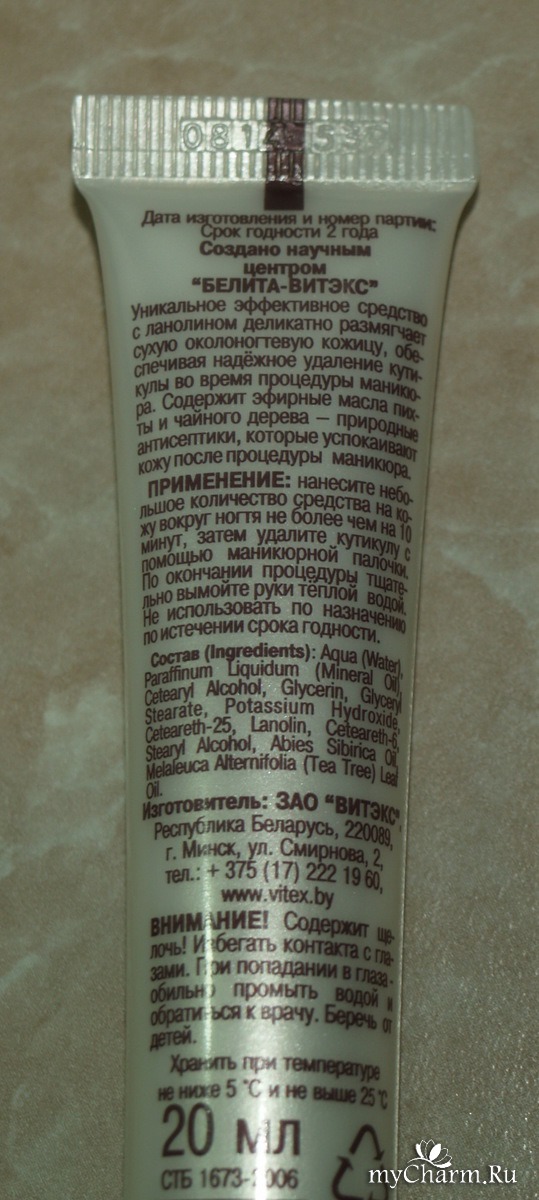 0814
Дата изготовления и номер партии:
Срок годности 2 года
Создано научным
центром
"БЕЛИТА-ВИТЭКС"
Уникальное эффективное средство
с ланолином деликатно размягчает
сухую околоногтевую кожицу, обе-
спечивая надёжное удаление кути-
кулы во время процедуры маникю-
ра. Содержит эфирные масла пих-
ты и чайного дерева – природные
антисептики, которые успокаивают
кожу после процедуры маникюра.
ПРИМЕНЕНИЕ: нанесите небо-
льшое количество средства на ко-
жу вокруг ногтя не более чем на 10
минут, затем удалите кутикулу с
помощью маникюрной палочки.
По окончании процедуры тщате-
льно вымойте руки тёплой водой.
Не использовать по назначению
по истечении срока годности.
Состав (Ingredients): Aqua (Water),
Paraffinum Liquidum (Mineral Oil),
Cetearyl Alcohol, Glycerin, Glyceryl
Stearate, Potassium Hydroxide,
Ceteareth-25, Lanolin, Ceteareth-6,
Stearyl Alcohol, Abies Sibirica Oil,
Melaleuca Alternifolia (Tea Tree) Leaf
Oil.
Изготовитель: ЗАО "ВИТЭКС",
Республика Беларусь, 220089,
г. Минск, ул. Смирнова, 2,
тел.: + 375 (17) 222 19 60,
www.vitex.by
ВНИМАНИЕ! Содержит ще-
лочь! Избегать контакта с гла-
зами. При попадании в глаза-
обильно промыть водой и
обратиться к врачу. Беречь от
детей.
Хранить при температуре
не ниже 5 °C и не выше 25 °C
20 мл
СТБ 1673-2006
myCharm.Ru